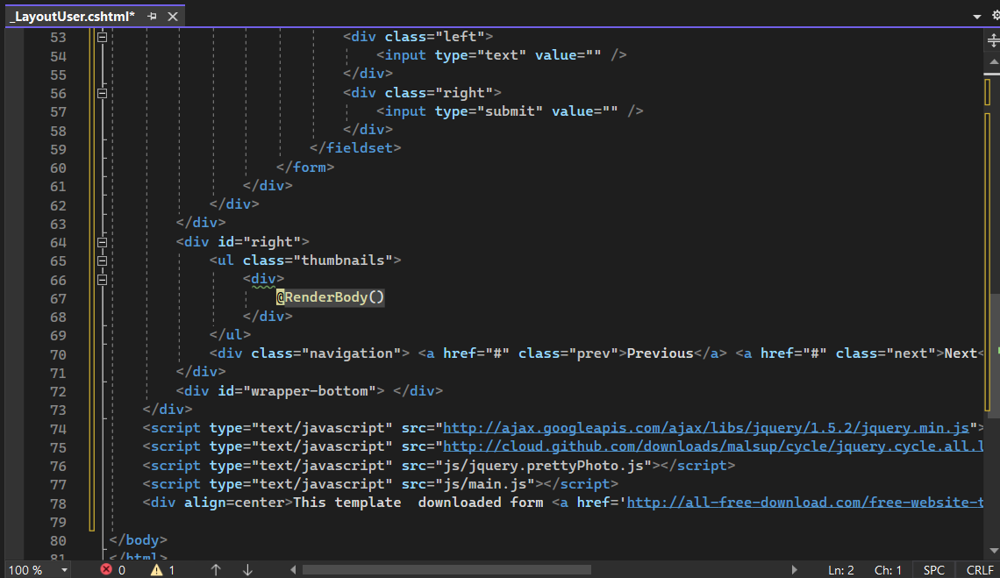 _LayoutUser.cshtml*
53 <div class="left">
54 <input type="text" value="" />
55 </div>
56 <div class="right">
57 <input type="submit" value="" />
58 </div>
59 </fieldset>
60 </form>
61 </div>
62 </div>
63 </div>
64 <div id="right">
65 <ul class="thumbnails">
66 <div>
67 @RenderBody()
68 </div>
69 </ul>
70 <div class="navigation"> <a href="#" class="prev">Previous</a> <a href="#" class="next">Next<
71 </div>
72 <div id="wrapper-bottom"> </div>
73 </div>
74 <script type="text/javascript" src="http://ajax.googleapis.com/ajax/libs/jquery/1.5.2/jquery.min.js">
75 <script type="text/javascript" src="http://cloud.github.com/downloads/malsup/cycle/jquery.cycle.all.l
76 <script type="text/javascript" src="js/jquery.prettyPhoto.js"></script>
77 <script type="text/javascript" src="js/main.js"></script>
78 <div align=center>This template  downloaded form <a href='http://all-free-download.com/free-website-t
79
80 </body>
81 </html>
100 % 0 1 Ln: 2 Ch: 1 SPC CRLF